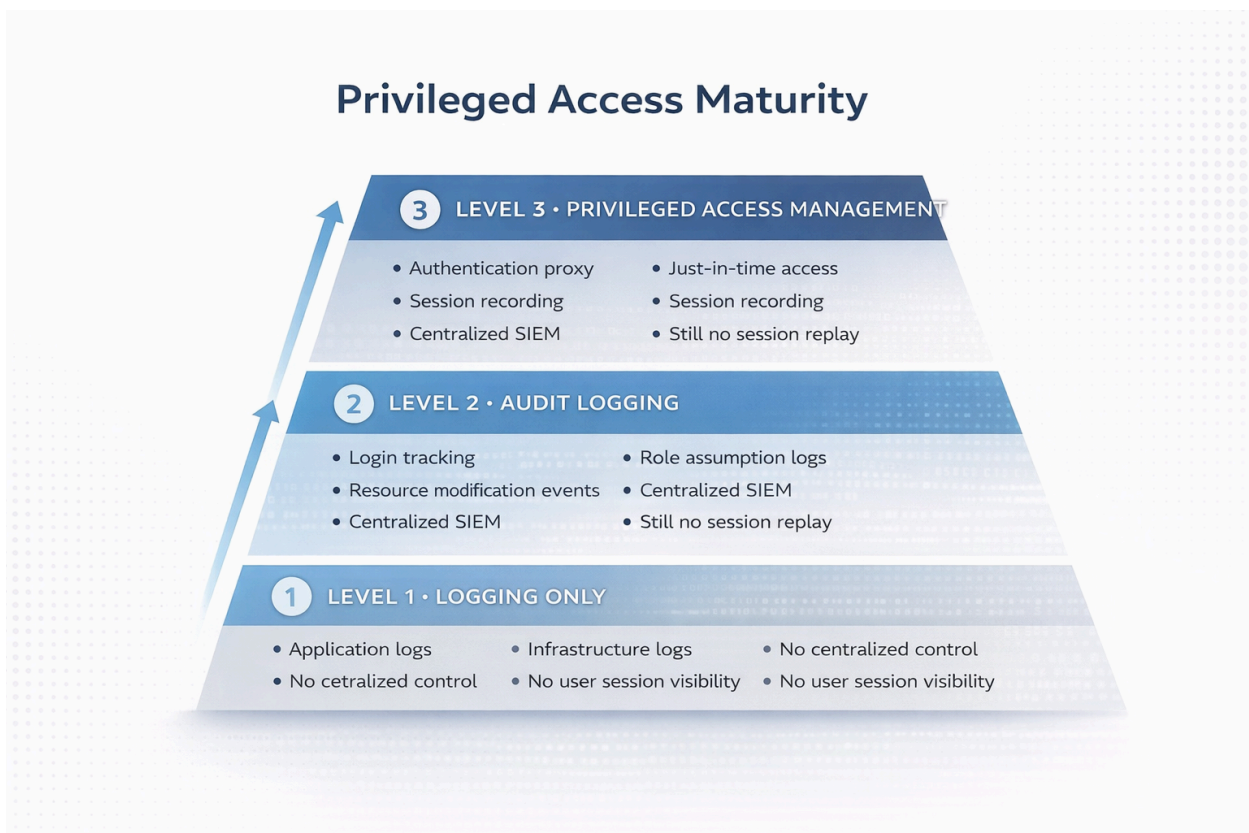 Privileged Access Maturity
3 LEVEL 3 • PRIVILEGED ACCESS MANAGEMENT
• Authentication proxy • Just-in-time access
• Session recording • Session recording
• Centralized SIEM • Still no session replay
2 LEVEL 2 • AUDIT LOGGING
• Login tracking • Role assumption logs
• Resource modification events • Centralized SIEM
• Centralized SIEM • Still no session replay
1 LEVEL 1 • LOGGING ONLY
• Application logs • Infrastructure logs • No centralized control
• No cetralized control • No user session visibility • No user session visibility